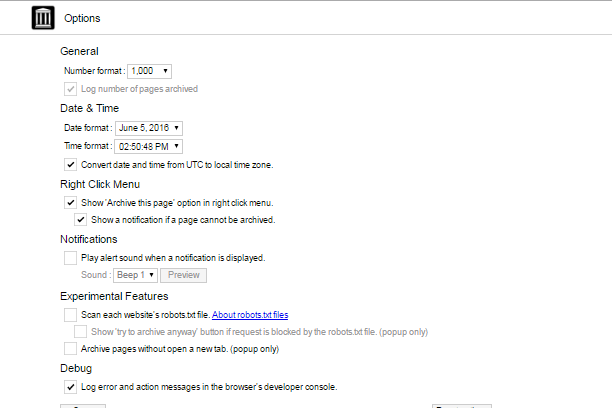 Options
General
Number format : 1,000
Log number of pages archived
Date & Time
Date format : June 5, 2016
Time format : 02:50:48 PM
Convert date and time from UTC to local time zone.
Right Click Menu
Show 'Archive this page' option in right click menu.
Show a notification if a page cannot be archived.
Notifications
Play alert sound when a notification is displayed.
Sound : Beep 1 Preview
Experimental Features
Scan each website's robots.txt file. About robots.txt files
Show 'try to archive anyway' button if request is blocked by the robots.txt file. (popup only)
Archive pages without open a new tab. (popup only)
Debug
Log error and action messages in the browser's developer console.